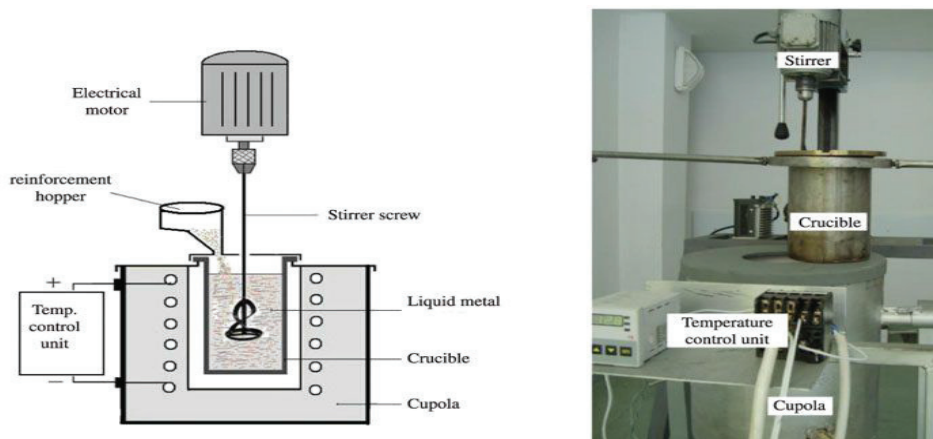 Electrical
motor
reinforcement
hopper
Stirrer screw
+
Temp.
control
unit
−
Liquid metal
Crucible
Cupola
Stirrer
Crucible
Temperature
control unit
Cupola